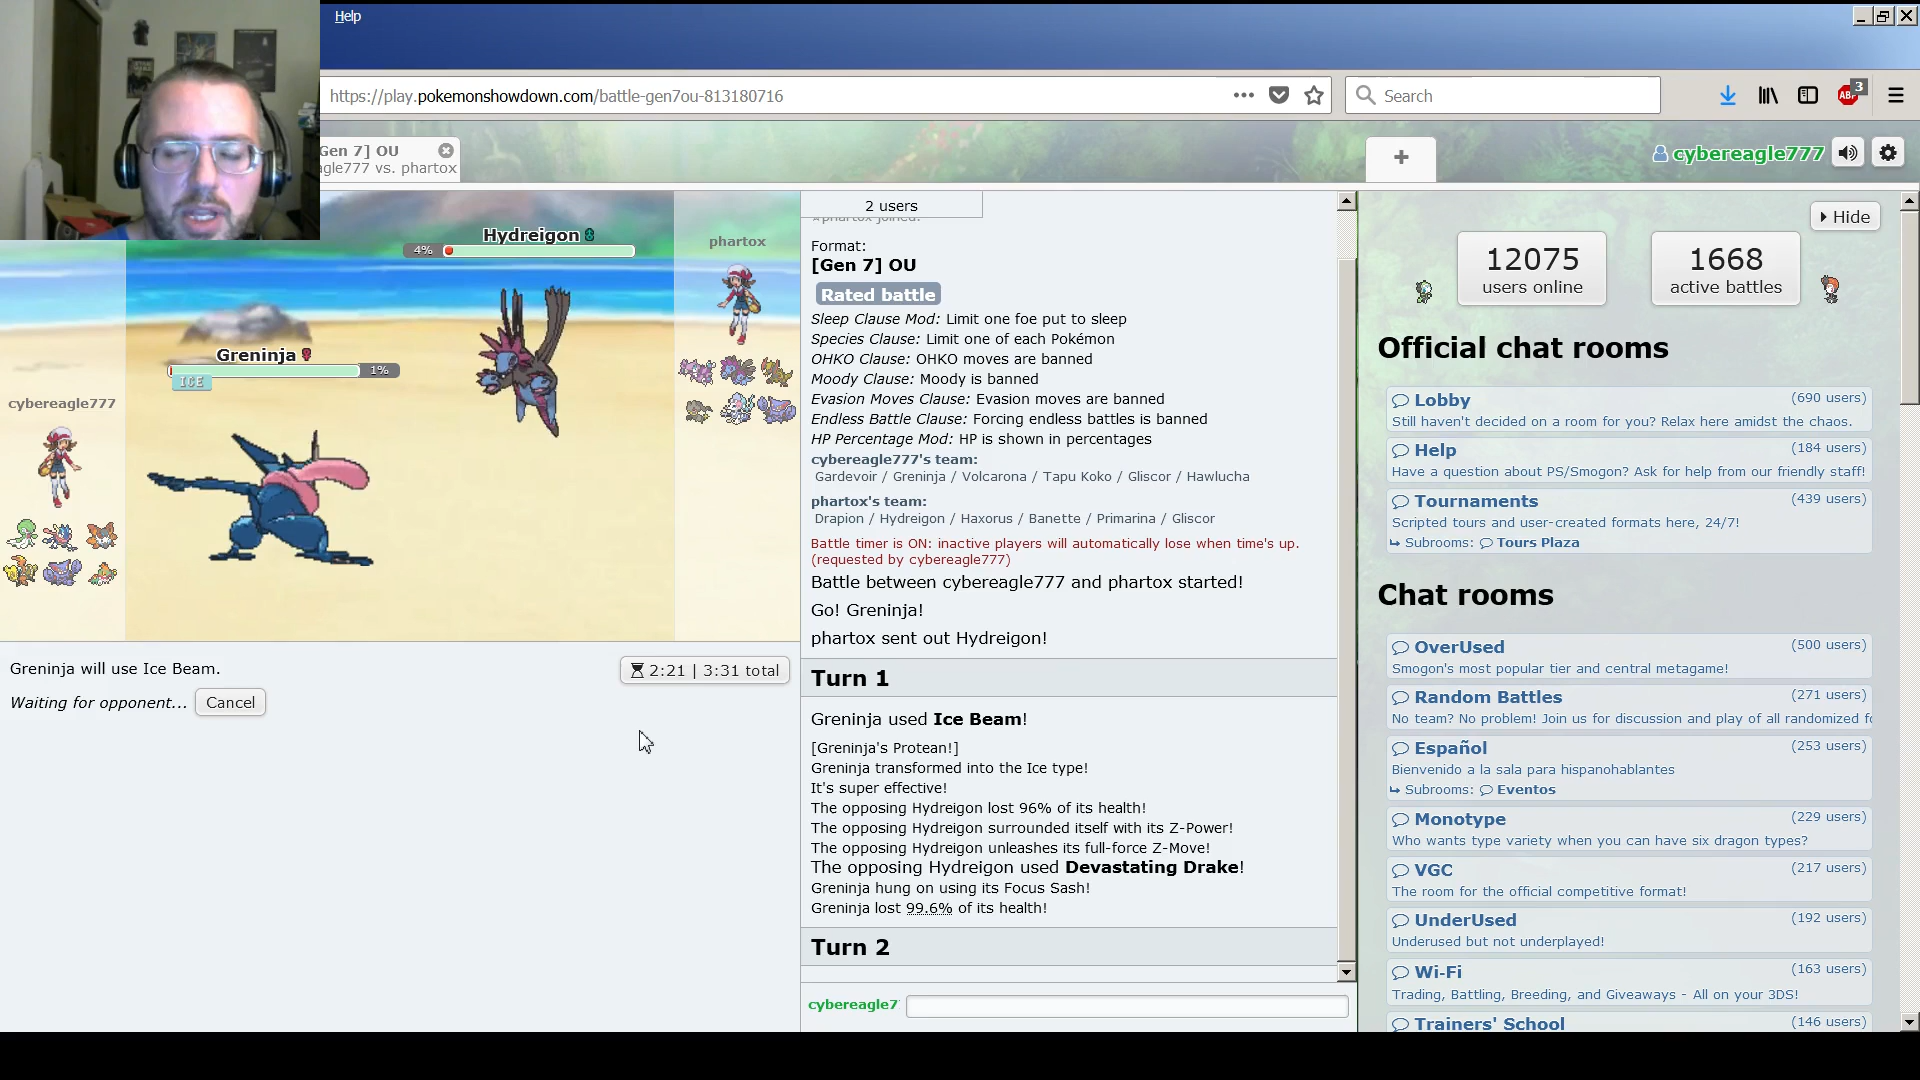 Help
https://play.pokemonshowdown.com/battle-gen7ou-813180716
Search
3
Gen 7] OU
agle777 vs. phartox
+
cybereagle777
2 users
phartox joined.
Format:
[Gen 7] OU
Rated battle
Sleep Clause Mod: Limit one foe put to sleep
Species Clause: Limit one of each Pokémon
OHKO Clause: OHKO moves are banned
Moody Clause: Moody is banned
Evasion Moves Clause: Evasion moves are banned
Endless Battle Clause: Forcing endless battles is banned
HP Percentage Mod: HP is shown in percentages
cybereagle777's team:
Gardevoir / Greninja / Volcarona / Tapu Koko / Gliscor / Hawlucha
phartox's team:
Drapion / Hydreigon / Haxorus / Banette / Primarina / Gliscor
Battle timer is ON: inactive players will automatically lose when time's up.
(requested by cybereagle777)
Battle between cybereagle777 and phartox started!
Go! Greninja!
phartox sent out Hydreigon!
Turn 1
Greninja used Ice Beam!
[Greninja's Protean!]
Greninja transformed into the Ice type!
It's super effective!
The opposing Hydreigon lost 96% of its health!
The opposing Hydreigon surrounded itself with its Z-Power!
The opposing Hydreigon unleashes its full-force Z-Move!
The opposing Hydreigon used Devastating Drake!
Greninja hung on using its Focus Sash!
Greninja lost 99.6% of its health!
Turn 2
cybereagle7
Hydreigon
4%
phartox
Greninja
1%
ICE
cybereagle777
Greninja will use Ice Beam.
2:21 | 3:31 total
Waiting for opponent... Cancel
Hide
12075
users online
1668
active battles
Official chat rooms
Lobby (690 users)
Still haven't decided on a room for you? Relax here amidst the chaos.
Help (184 users)
Have a question about PS/Smogon? Ask for help from our friendly staff!
Tournaments (439 users)
Scripted tours and user-created formats here, 24/7!
Subrooms: Tours Plaza
Chat rooms
OverUsed (500 users)
Smogon's most popular tier and central metagame!
Random Battles (271 users)
No team? No problem! Join us for discussion and play of all randomized fo
Español (253 users)
Bienvenido a la sala para hispanohablantes
Subrooms: Eventos
Monotype (229 users)
Who wants type variety when you can have six dragon types?
VGC (217 users)
The room for the official competitive format!
UnderUsed (192 users)
Underused but not underplayed!
Wi-Fi (163 users)
Trading, Battling, Breeding, and Giveaways - All on your 3DS!
Trainers' School (146 users)